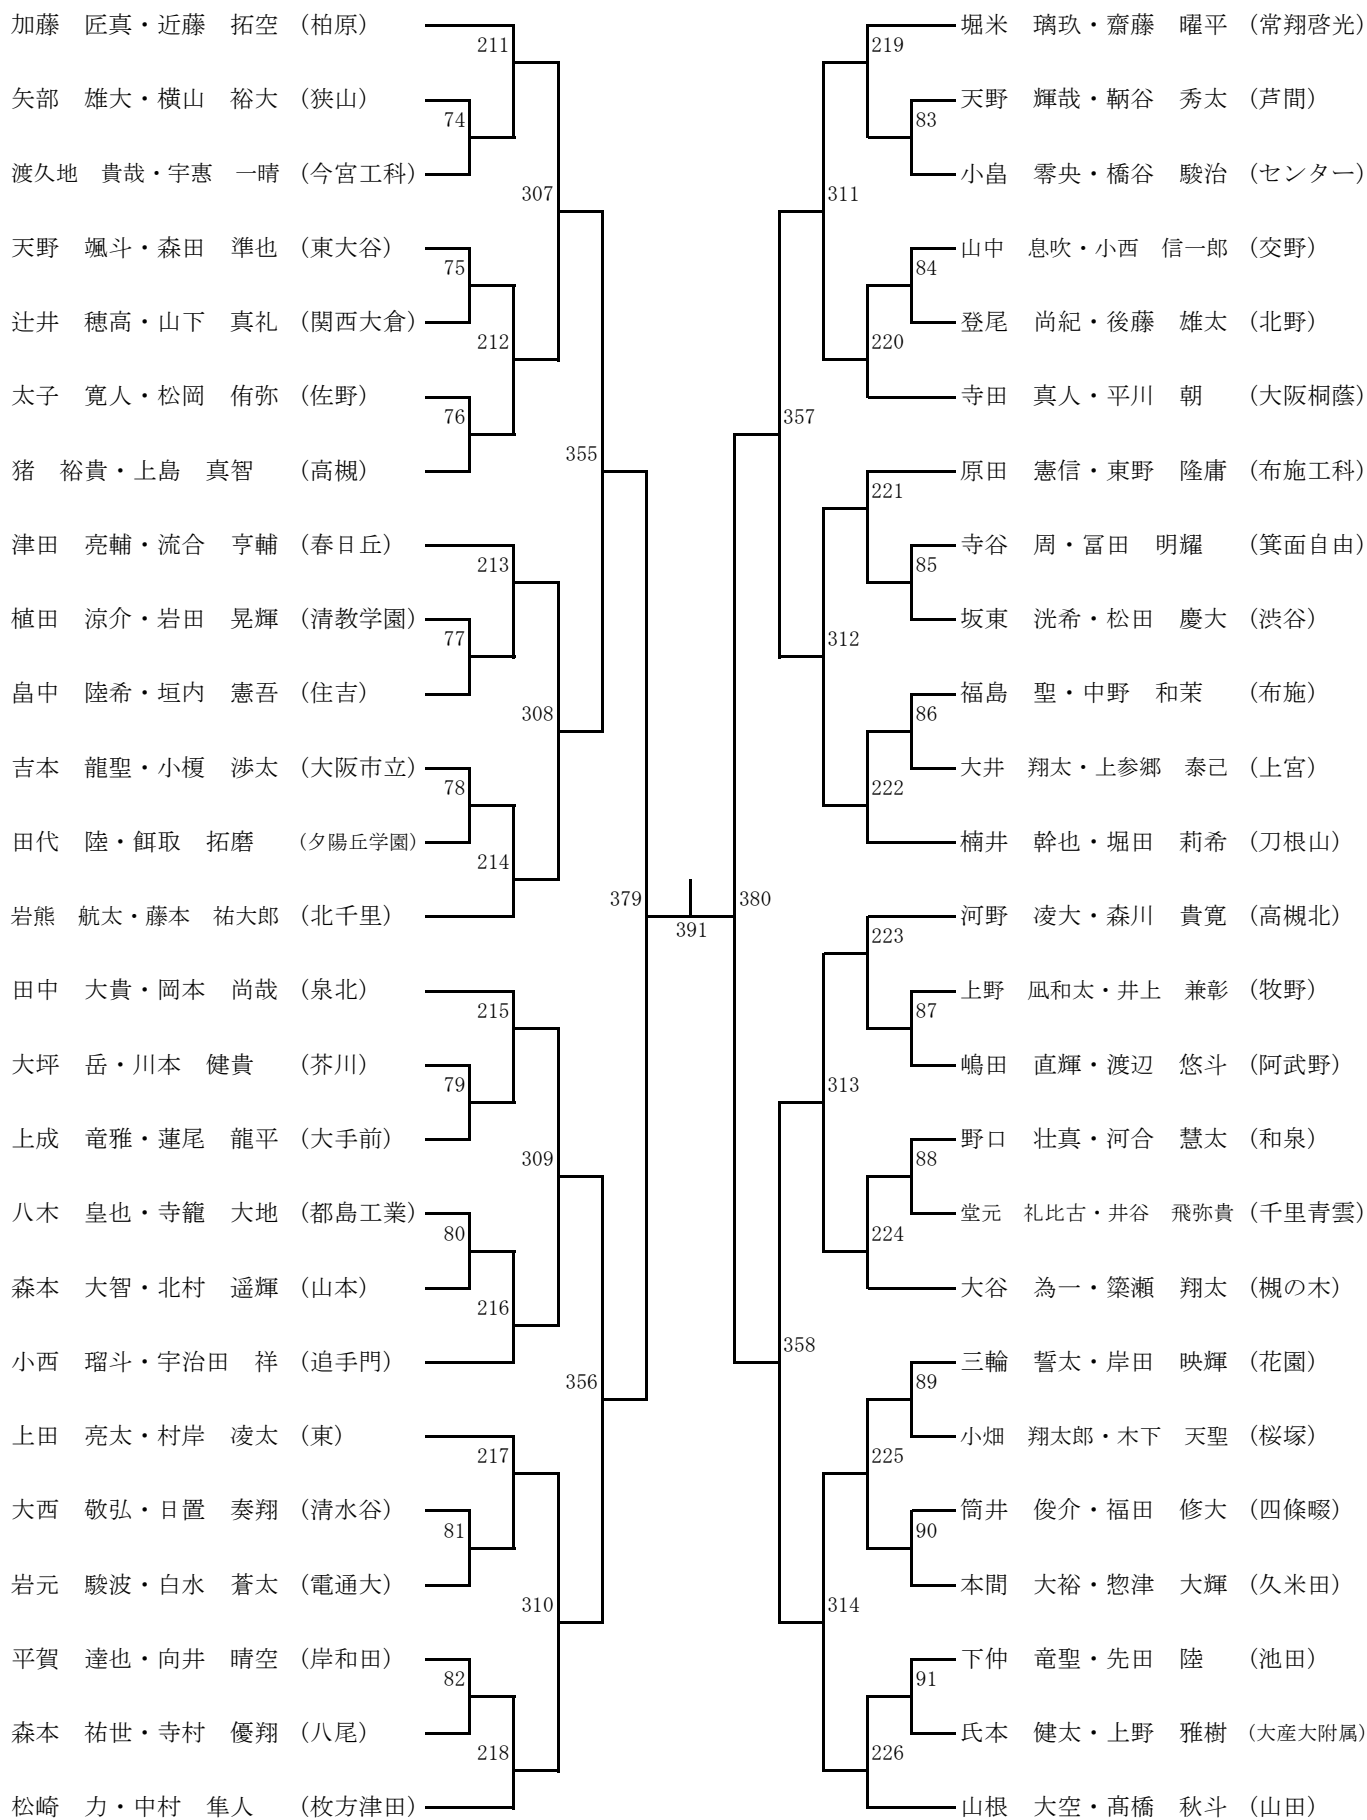 加藤　匠真・近藤　拓空（柏原）
211
矢部　雄大・横山　裕大（狭山）
74
渡久地　貴哉・宇惠　一晴（今宮工科）
307
天野　颯斗・森田　準也（東大谷）
75
辻井　穂高・山下　真礼（関西大倉）
212
太子　寛人・松岡　侑弥（佐野）
76
355
猪　裕貴・上島　真智　（高槻）
津田　亮輔・流合　亨輔（春日丘）
213
植田　涼介・岩田　晃輝（清教学園）
77
畠中　陸希・垣内　憲吾（住吉）
308
吉本　龍聖・小榎　渉太（大阪市立）
78
田代　陸・餌取　拓磨　（夕陽丘学園）
214
岩熊　航太・藤本　祐大郎（北千里）
379
391
田中　大貴・岡本　尚哉（泉北）
215
大坪　岳・川本　健貴　（芥川）
79
上成　竜雅・蓮尾　龍平（大手前）
309
八木　皇也・寺籠　大地（都島工業）
80
森本　大智・北村　遥輝（山本）
216
小西　瑠斗・宇治田　祥（追手門）
356
上田　亮太・村岸　凌太（東）
217
大西　敬弘・日置　奏翔（清水谷）
81
岩元　駿波・白水　蒼太（電通大）
310
平賀　達也・向井　晴空（岸和田）
82
森本　祐世・寺村　優翔（八尾）
218
松崎　力・中村　隼人　（枚方津田）
堀米　璃玖・齋藤　曜平（常翔啓光）
219
天野　輝哉・鞆谷　秀太（芦間）
83
小畠　零央・橋谷　駿治（センター）
311
山中　息吹・小西　信一郎（交野）
84
登尾　尚紀・後藤　雄太（北野）
220
寺田　真人・平川　朝　（大阪桐蔭）
357
原田　憲信・東野　隆庸（布施工科）
221
寺谷　周・冨田　明耀　（箕面自由）
85
坂東　洸希・松田　慶大（渋谷）
312
福島　聖・中野　和茉　（布施）
86
大井　翔太・上参郷　泰己（上宮）
222
楠井　幹也・堀田　莉希（刀根山）
380
河野　凌大・森川　貴寛（高槻北）
223
上野　凪和太・井上　兼彰（牧野）
87
嶋田　直輝・渡辺　悠斗（阿武野）
313
野口　壮真・河合　慧太（和泉）
88
堂元　礼比古・井谷　飛弥貴（千里青雲）
224
大谷　為一・簗瀬　翔太（槻の木）
358
三輪　誓太・岸田　映輝（花園）
89
小畑　翔太郎・木下　天聖（桜塚）
225
筒井　俊介・福田　修大（四條畷）
90
本間　大裕・惣津　大輝（久米田）
314
下仲　竜聖・先田　陸　（池田）
91
氏本　健太・上野　雅樹（大産大附属）
226
山根　大空・髙橋　秋斗（山田）